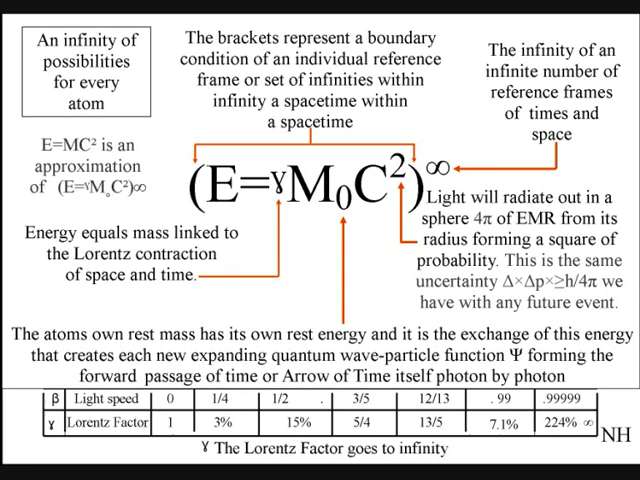 An infinity of
possibilities
for every
atom
The brackets represent a boundary
condition of an individual reference
frame or set of infinities within
infinity a spacetime within
a spacetime
The infinity of an
infinite number of
reference frames
of times and
space
E=MC² is an
approximation
of (E=ˠM∘C²)∞
(E=ɣM₀C²)∞
Energy equals mass linked to
the Lorentz contraction
of space and time.
Light will radiate out in a
sphere 4π of EMR from its
radius forming a square of
probability. This is the same
uncertainty Δ×Δp×≥h/4π we
have with any future event.
The atoms own rest mass has its own rest energy and it is the exchange of this energy
that creates each new expanding quantum wave-particle function Ψ forming the
forward passage of time or Arrow of Time itself photon by photon
β Light speed 0 1/4 1/2 . 3/5 12/13 . 99 .99999
ɣ Lorentz Factor 1 3% 15% 5/4 13/5 7.1% 224% ∞
NH
ɣ The Lorentz Factor goes to infinity